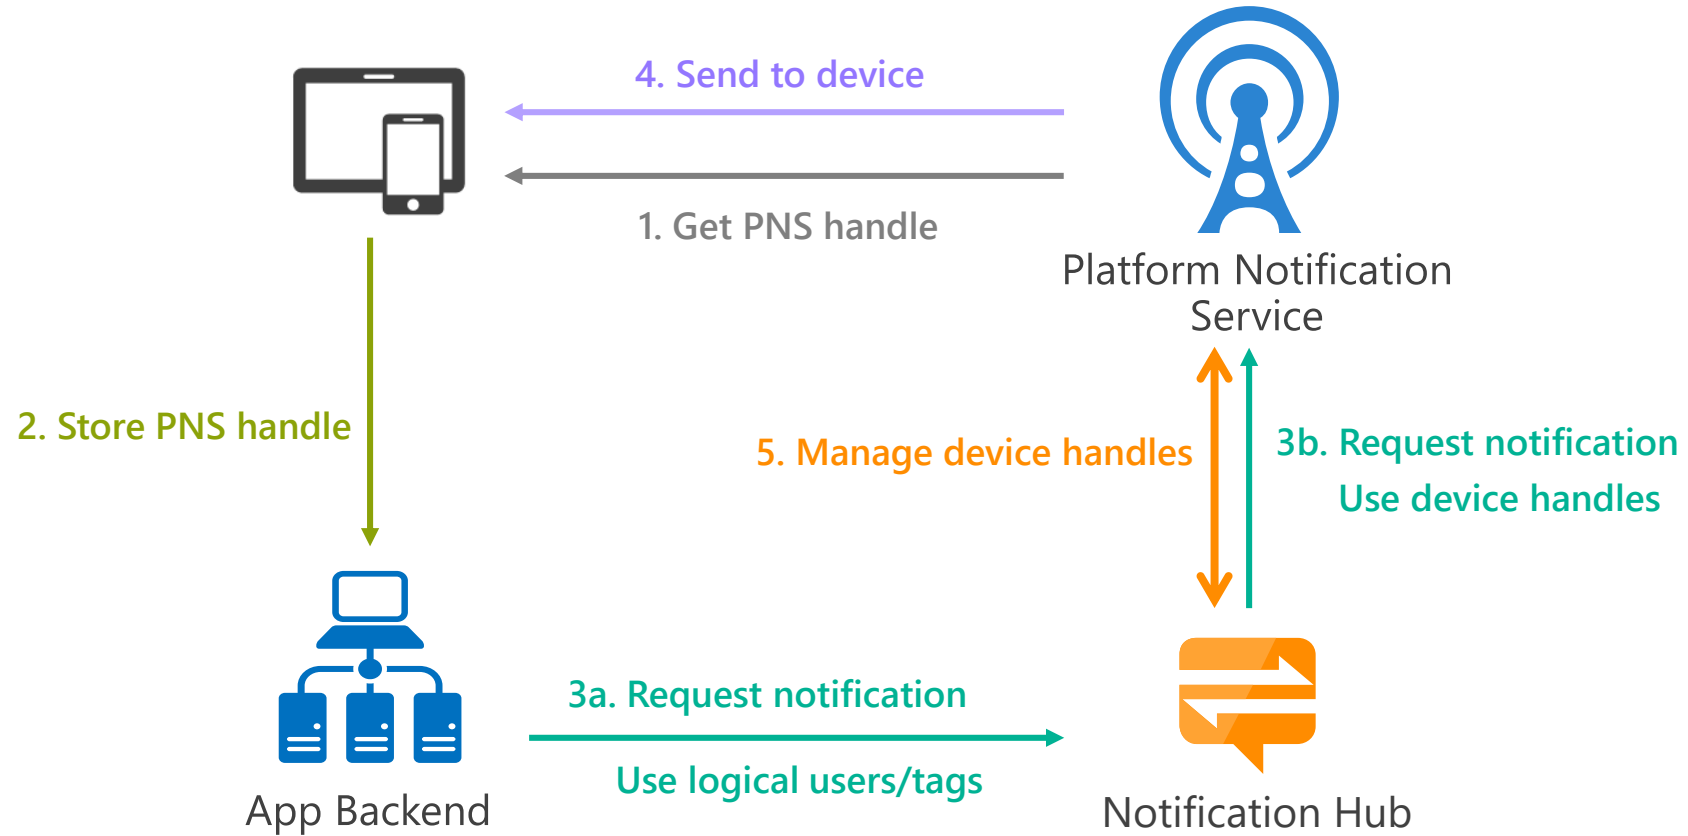 4. Send to device
1. Get PNS handle
Platform Notification
Service
2. Store PNS handle
5. Manage device handles
3b. Request notification
Use device handles
3a. Request notification
Use logical users/tags
App Backend
Notification Hub